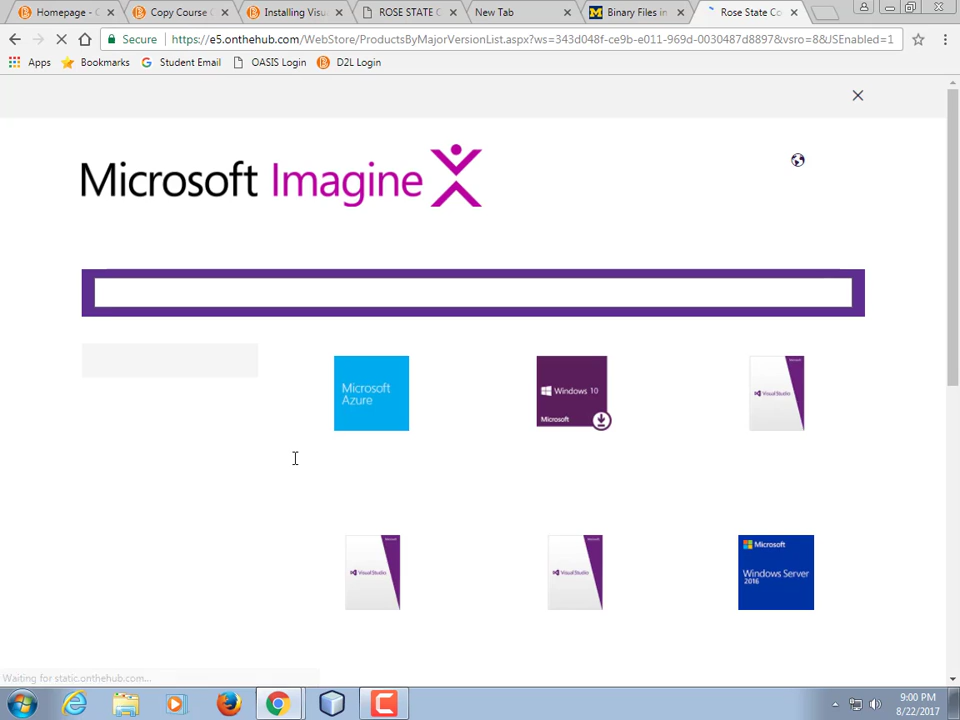 Homepage - C
Copy Course
Installing Visu
ROSE STATE C
New Tab
Binary Files in
Rose State Co
Secure
https://e5.onthehub.com/WebStore/ProductsByMajorVersionList.aspx?ws=343d048f-ce9b-e011-969d-0030487d8897&vsro=8&JSEnabled=1
Apps
Bookmarks
Student Email
OASIS Login
D2L Login
Microsoft Imagine
Microsoft
Azure
Windows 10
Microsoft
Microsoft
Visual Studio
Microsoft
Visual Studio
Microsoft
Visual Studio
Microsoft
Windows Server
2016
Waiting for static.onthehub.com...
9:00 PM
8/22/2017